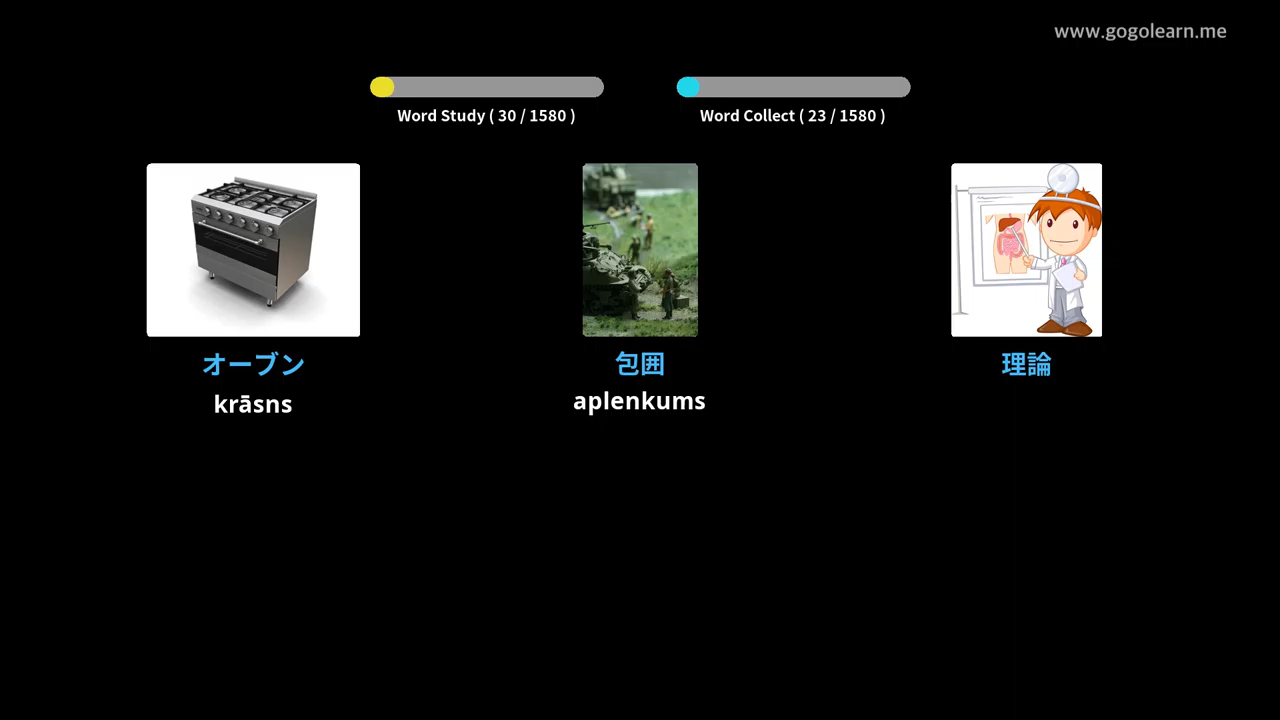 www.gogolearn.me
Word Study ( 30 / 1580 )
Word Collect ( 23 / 1580 )
オーブン
包囲
理論
krāsns
aplenkums